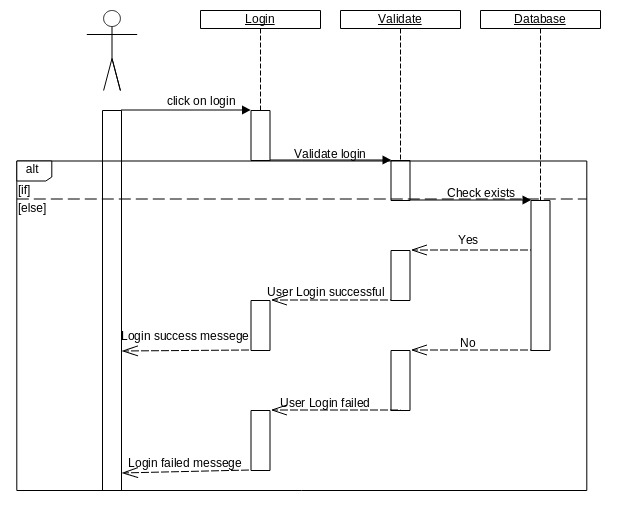 Login
Validate
Database
click on login
Validate login
alt
[if]
Check exists
[else]
Yes
User Login successful
Login success messege
No
User Login failed
Login failed messege